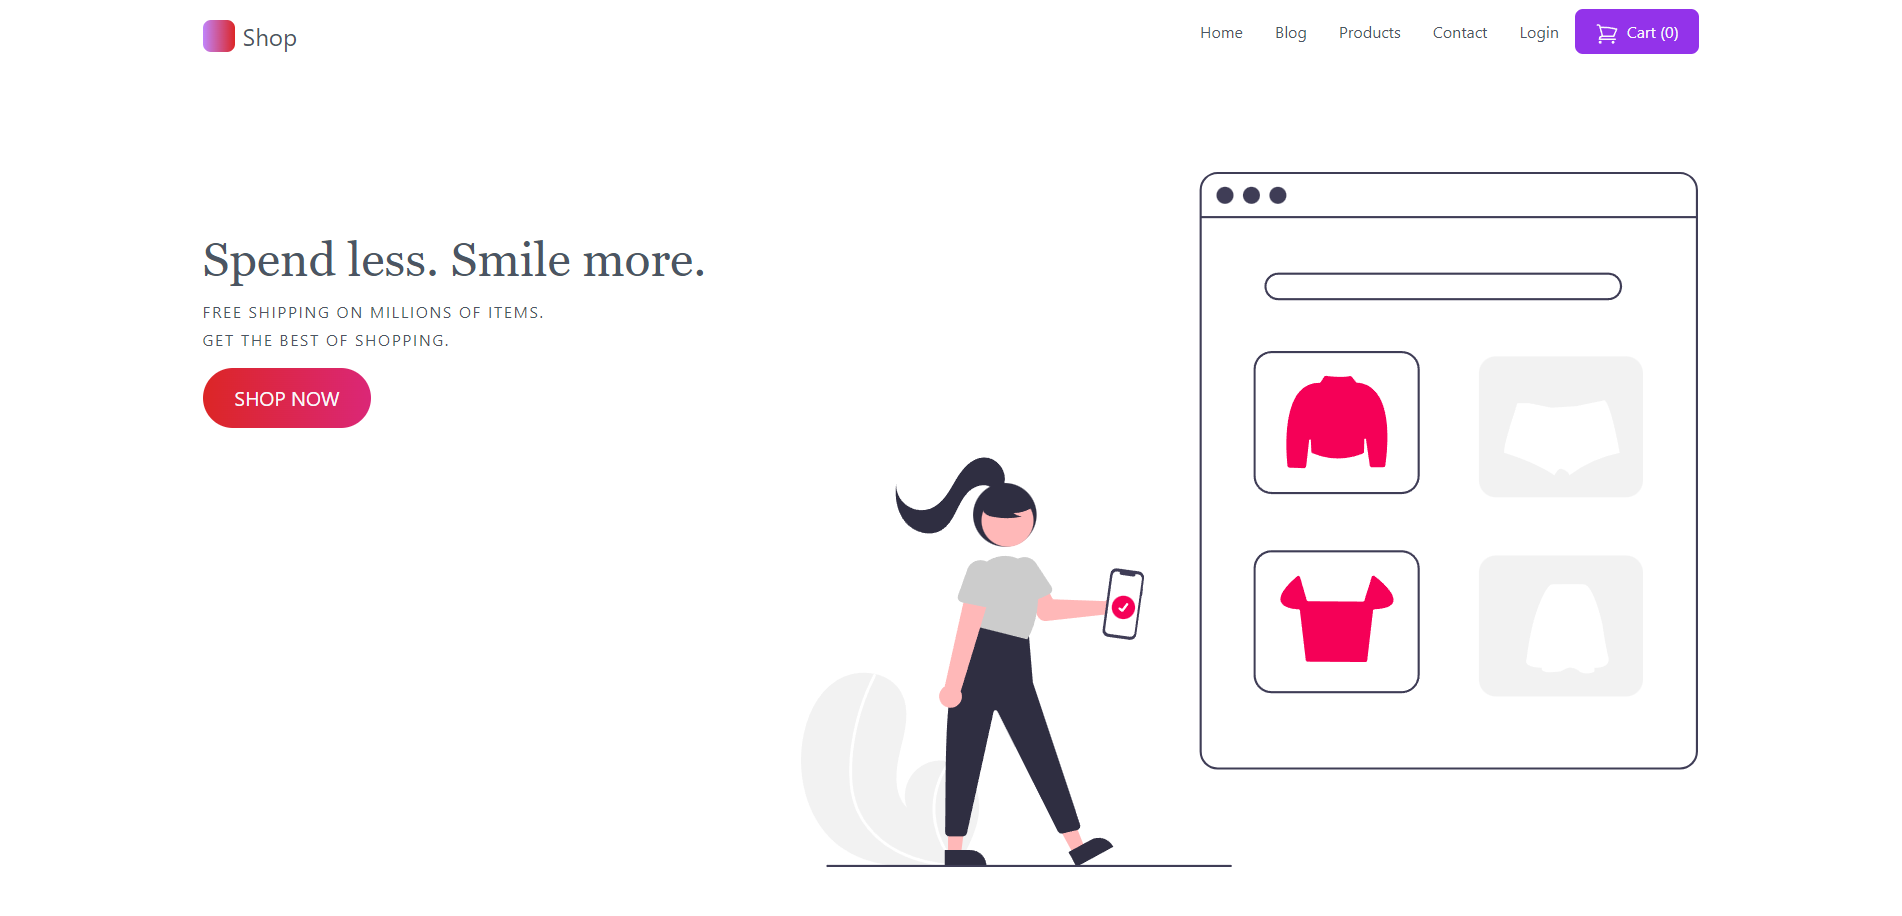 Shop
Home Blog Products Contact Login Cart (0)
Spend less. Smile more.
FREE SHIPPING ON MILLIONS OF ITEMS.
GET THE BEST OF SHOPPING.
SHOP NOW